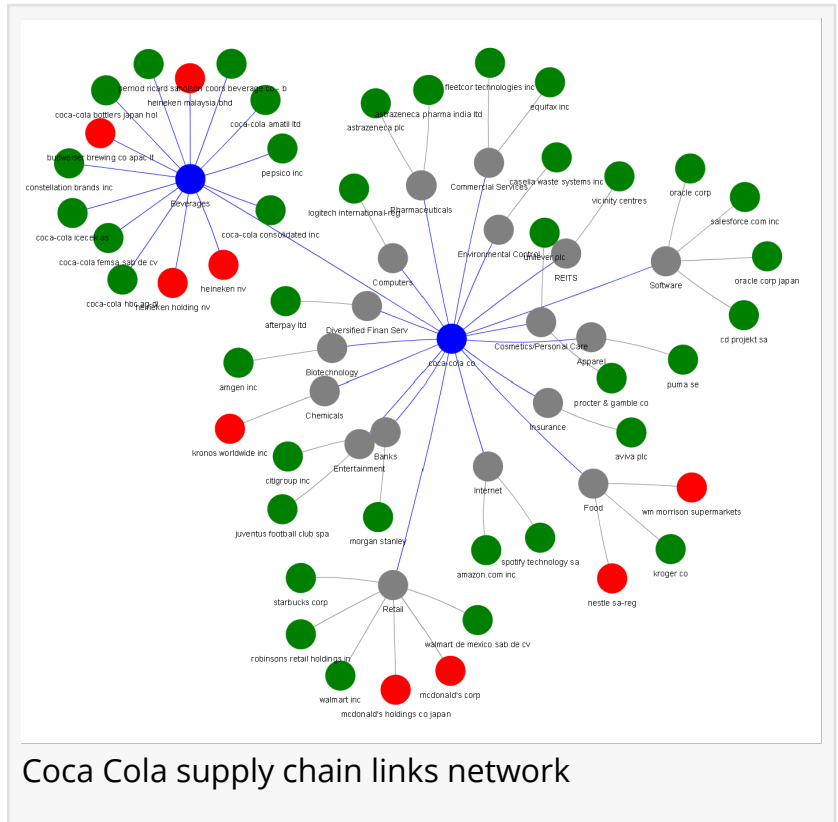 pernod ricard sa
molson coors beverage co - b
heineken malaysia bhd
coca-cola bottlers japan hol
coca-cola amatil ltd
budweiser brewing co apac lt
pepsico inc
constellation brands inc
Beverages
coca-cola consolidated inc
coca-cola icecek as
coca-cola femsa sab de cv
heineken nv
coca-cola hbc ag-di
heineken holding nv
fleetcor technologies inc
equifax inc
astrazeneca pharma india ltd
astrazeneca plc
Commercial Services
casella waste systems inc
vicinity centres
oracle corp
salesforce.com inc
logitech international-reg
Pharmaceuticals
Environmental Control
unilever plc
REITS
Software
oracle corp japan
Computers
cd projekt sa
afterpay ltd
Diversified Finan Serv
Cosmetics/Personal Care
Apparel
coca-cola co
Biotechnology
amgen inc
puma se
procter & gamble co
Chemicals
Insurance
kronos worldwide inc
aviva plc
Banks
Entertainment
citigroup inc
Internet
Food
wm morrison supermarkets
juventus football club spa
morgan stanley
spotify technology sa
amazon.com inc
kroger co
nestle sa-reg
starbucks corp
Retail
walmart de mexico sab de cv
robinsons retail holdings in
walmart inc
mcdonald's corp
mcdonald's holdings co japan
Coca Cola supply chain links network